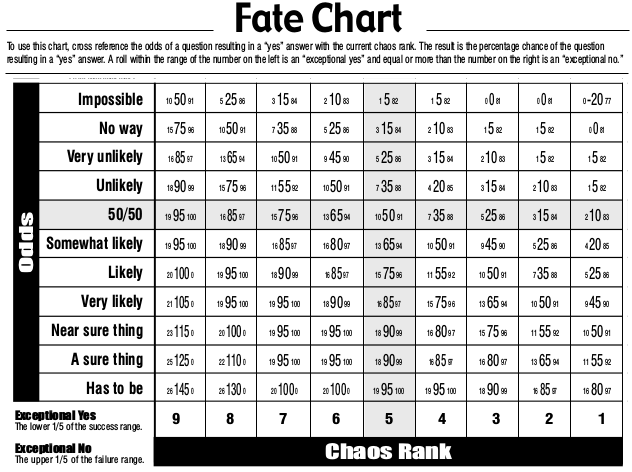 Fate Chart
To use this chart, cross reference the odds of a question resulting in a “yes” answer with the current chaos rank. The result is the percentage chance of the question
resulting in a “yes” answer. A roll within the range of the number on the left is an “exceptional yes” and equal or more than the number on the right is an “exceptional no.”
Odds
Impossible 10 50 91 5 25 86 3 15 84 2 10 83 1 5 82 1 5 82 0 0 81 0 0 81 0 -20 77
No way 15 75 96 10 50 91 7 35 88 5 25 86 3 15 84 2 10 83 1 5 82 1 5 82 0 0 81
Very unlikely 16 85 97 13 65 94 10 50 91 9 45 90 5 25 86 3 15 84 2 10 83 1 5 82 1 5 82
Unlikely 18 90 99 15 75 96 11 55 92 10 50 91 7 35 88 4 20 85 3 15 84 2 10 83 1 5 82
50/50 19 95 100 16 85 97 15 75 96 13 65 94 10 50 91 7 35 88 5 25 86 3 15 84 2 10 83
Somewhat likely 19 95 100 18 90 99 16 85 97 16 80 97 13 65 94 10 50 91 9 45 90 5 25 86 4 20 85
Likely 20 100 0 19 95 100 18 90 99 16 85 97 15 75 96 11 55 92 10 50 91 7 35 88 5 25 86
Very likely 21 105 0 19 95 100 19 95 100 18 90 99 16 85 97 15 75 96 13 65 94 10 50 91 9 45 90
Near sure thing 23 115 0 20 100 0 19 95 100 19 95 100 18 90 99 16 80 97 15 75 96 11 55 92 10 50 91
A sure thing 25 125 0 22 110 0 19 95 100 19 95 100 18 90 99 16 85 97 16 80 97 13 65 94 11 55 92
Has to be 26 145 0 26 130 0 20 100 0 20 100 0 19 95 100 19 95 100 18 90 99 16 85 97 16 80 97
Exceptional Yes
The lower 1/5 of the success range.
9 8 7 6 5 4 3 2 1
Exceptional No
The upper 1/5 of the failure range.
Chaos Rank